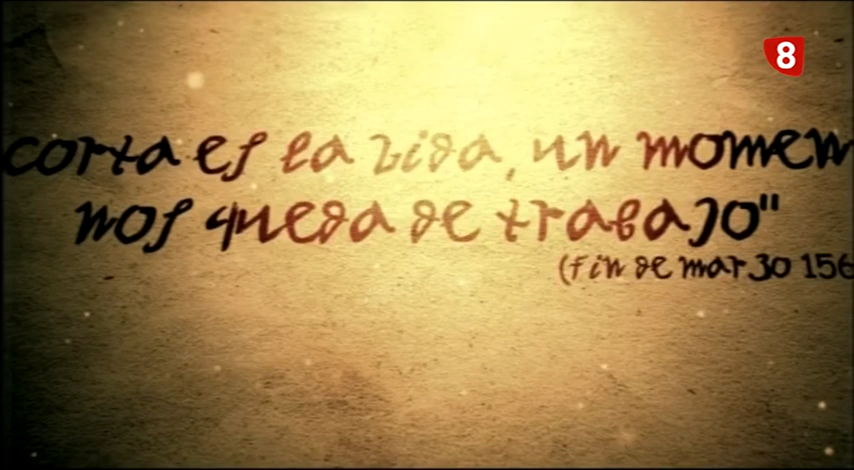 8
corta es la vida, un momen
nos queda de trabajo"
(fin de marzo 156